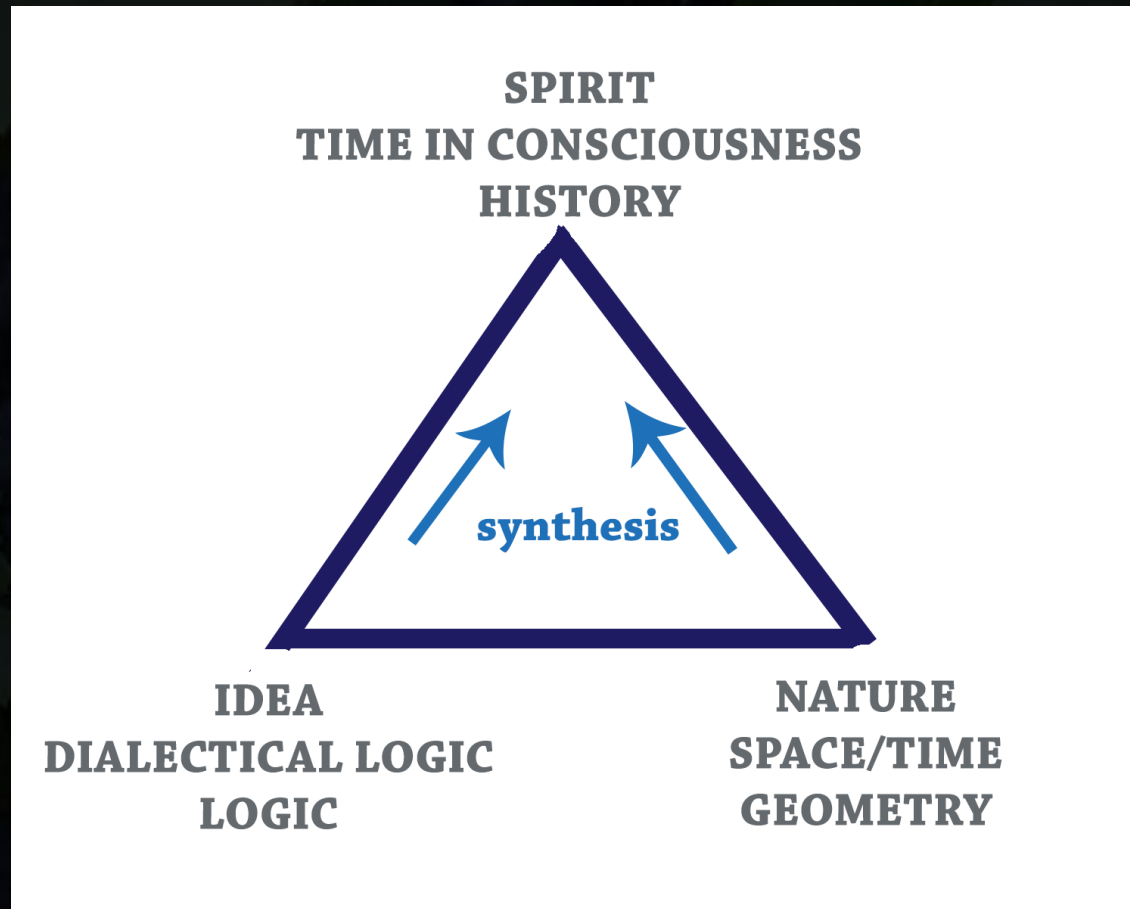 SPIRIT
TIME IN CONSCIOUSNESS
HISTORY
synthesis
IDEA
DIALECTICAL LOGIC
LOGIC
NATURE
SPACE/TIME
GEOMETRY